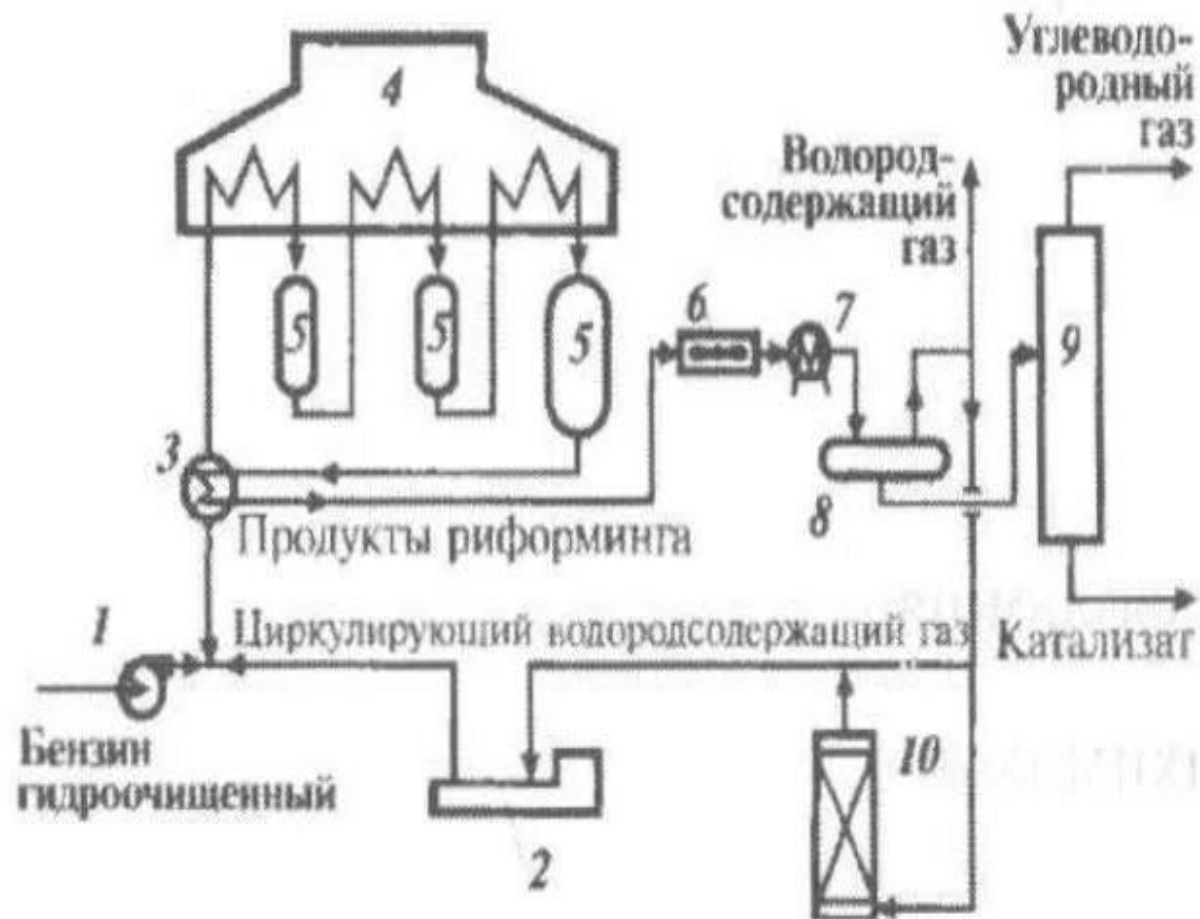 Углеводо-
родный
газ
4
Водород-
содержащий
газ
5
5
5
6
7
9
3
8
Продукты риформинга
1
Циркулирующий водородсодержащий газ
Катализат
Бензин
гидроочищенный
10
2